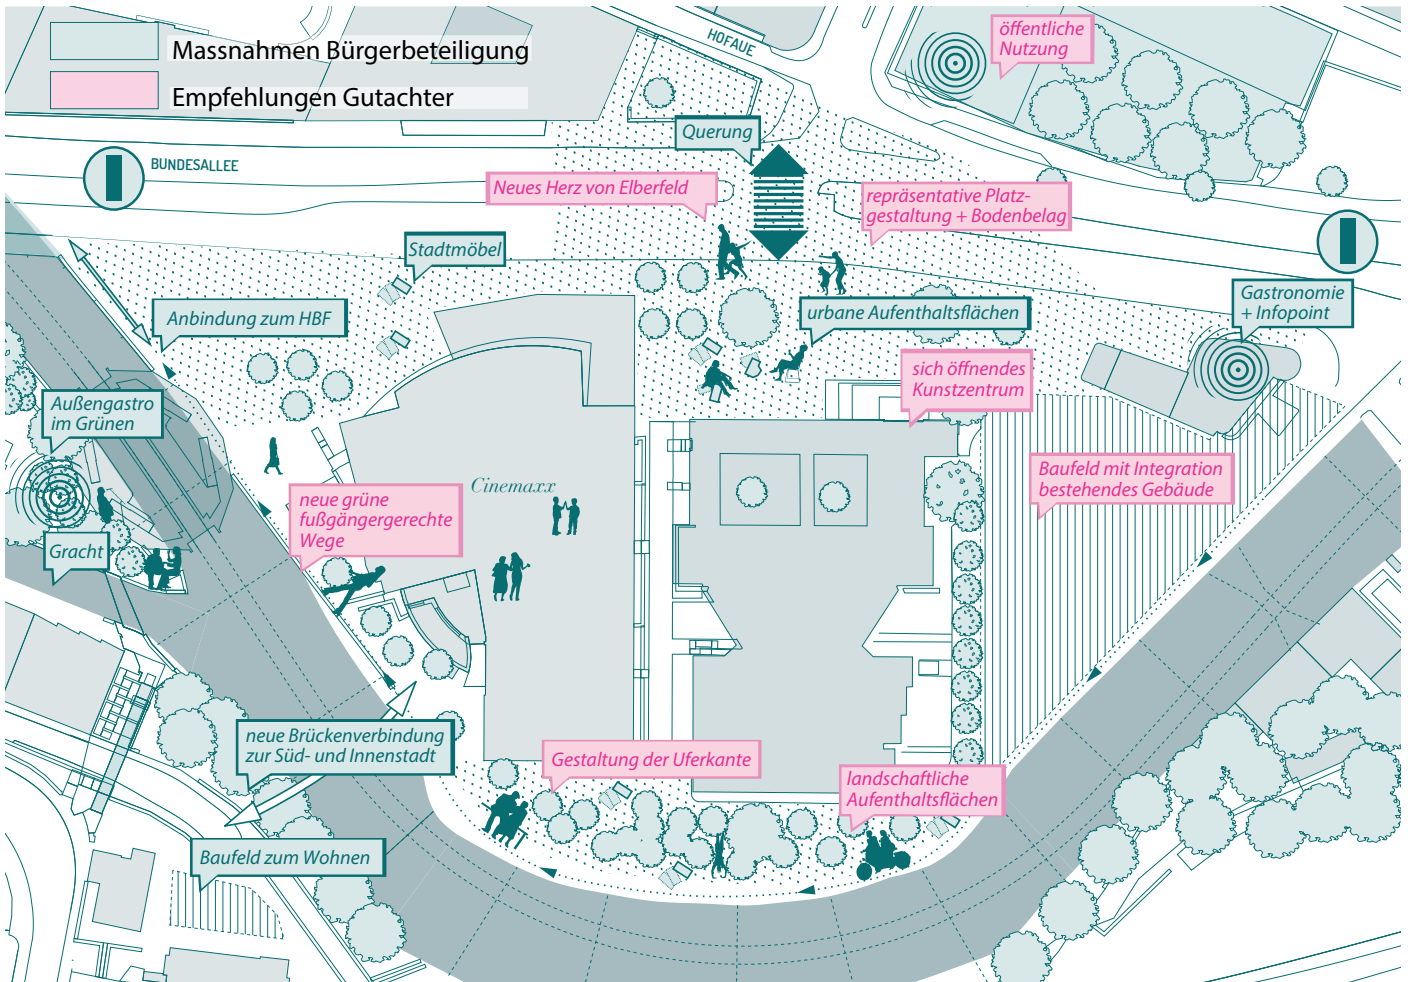 Massnahmen Bürgerbeteiligung
Empfehlungen Gutachter
HOFAUE
öffentliche
Nutzung
Querung
BUNDESALLEE
Neues Herz von Elberfeld
repräsentative Platz-
gestaltung + Bodenbelag
Stadtmöbel
Anbindung zum HBF
urbane Aufenthaltsflächen
Gastronomie
+ Infopoint
sich öffnendes
Kunstzentrum
Außengastro
im Grünen
Baufeld mit Integration
bestehendes Gebäude
Cinemaxx
neue grüne
fußgängergerechte
Wege
Gracht
neue Brückenverbindung
zur Süd- und Innenstadt
Gestaltung der Uferkante
landschaftliche
Aufenthaltsflächen
Baufeld zum Wohnen